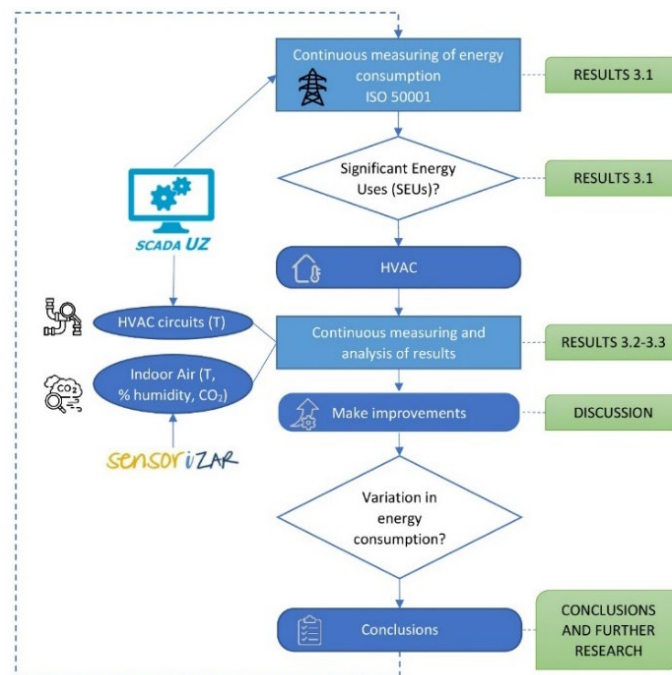 Continuous measuring of energy
consumption
ISO 50001
RESULTS 3.1
Significant Energy
Uses (SEUs)?
RESULTS 3.1
SCADA UZ
HVAC
HVAC circuits (T)
Continuous measuring and
analysis of results
RESULTS 3.2-3.3
CO2
Indoor Air (T,
% humidity, CO₂)
Make improvements
DISCUSSION
sensoriZAR
Variation in
energy
consumption?
Conclusions
CONCLUSIONS
AND FURTHER
RESEARCH